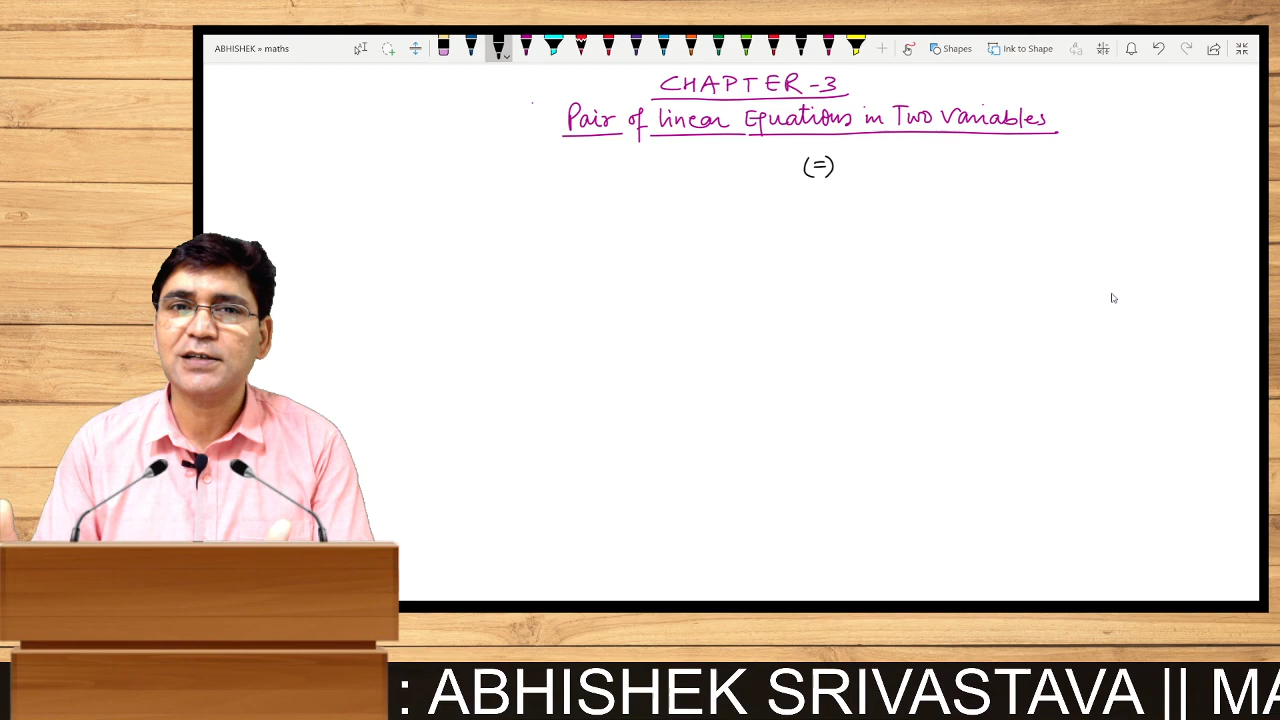 ABHISHEK » maths
Shapes
Ink to Shape
CHAPTER-3
Pair of linear Equations in Two variables
(=)
: ABHISHEK SRIVASTAVA || MA